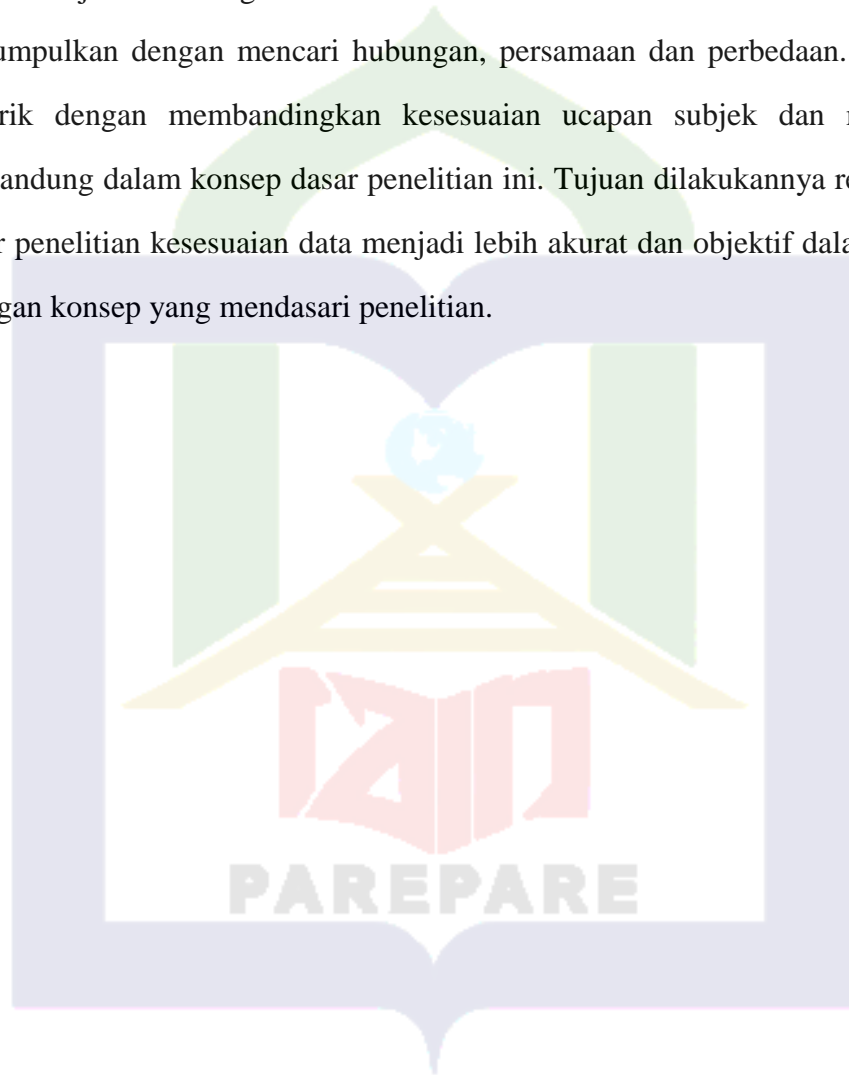 umpulkan dengan mencari hubungan, persamaan dan perbedaan.
rik dengan membandingkan kesesuaian ucapan subjek dan
andung dalam konsep dasar penelitian ini. Tujuan dilakukannya
r penelitian kesesuaian data menjadi lebih akurat dan objektif
gan konsep yang mendasari penelitian.
iain
PAREPARE